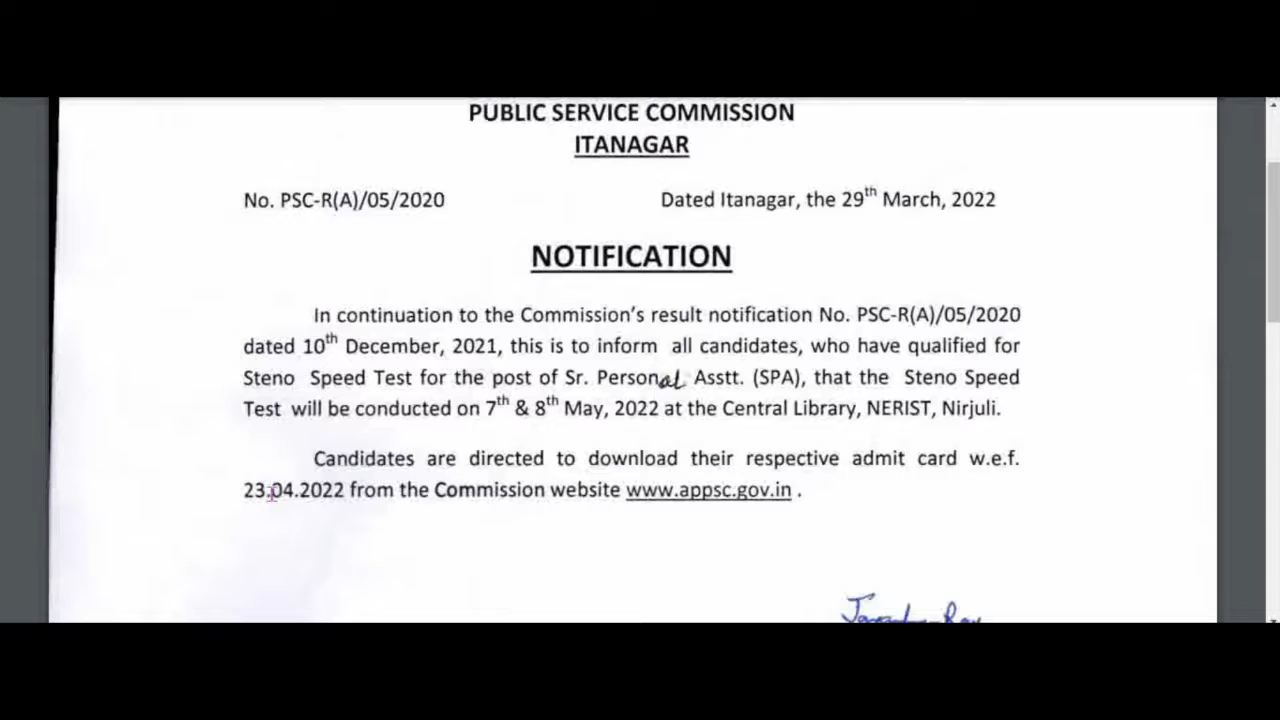 PUBLIC SERVICE COMMISSION
ITANAGAR
No. PSC-R(A)/05/2020 Dated Itanagar, the 29th March, 2022
NOTIFICATION
In continuation to the Commission's result notification No. PSC-R(A)/05/2020
dated 10th December, 2021, this is to inform all candidates, who have qualified for
Steno Speed Test for the post of Sr. Personal Asstt. (SPA), that the Steno Speed
Test will be conducted on 7th & 8th May, 2022 at the Central Library, NERIST, Nirjuli.
Candidates are directed to download their respective admit card w.e.f.
23.04.2022 from the Commission website www.appsc.gov.in .